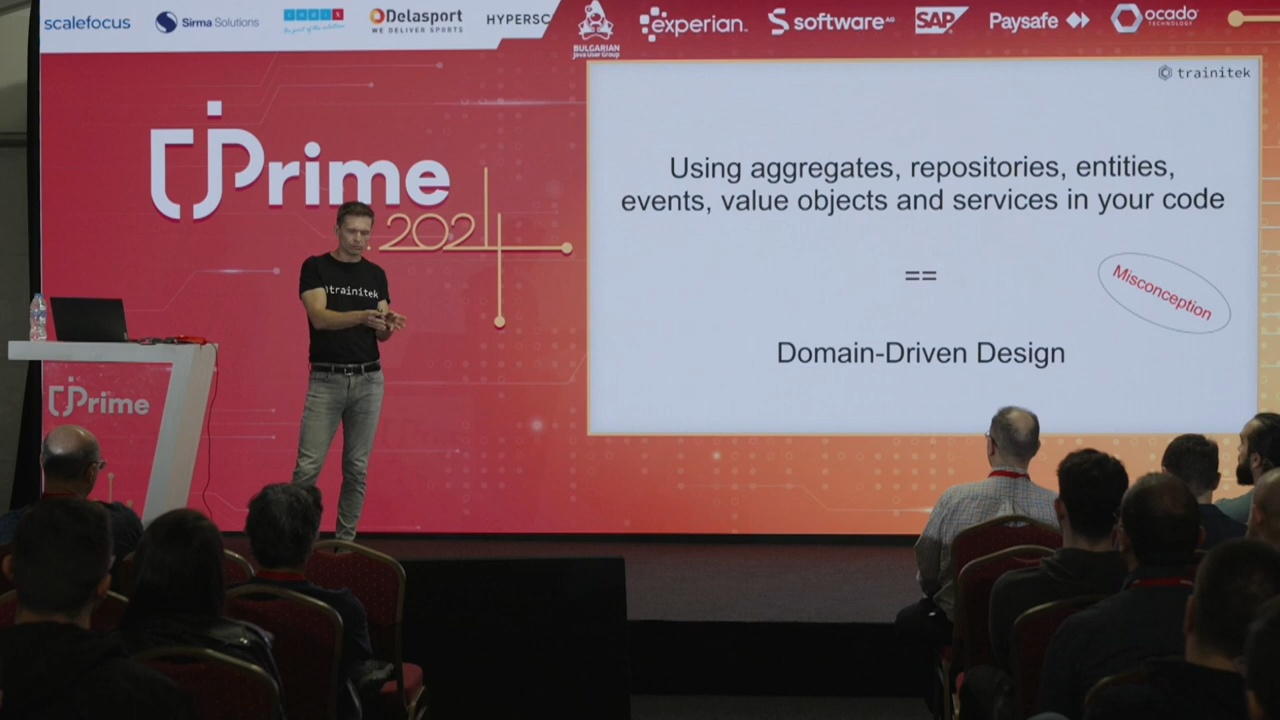 scalefocus
Sirma Solutions
Delasport
WE DELIVER SPORTS
HYPERSC
BULGARIAN
Java User Group
experian.
software AG
SAP
Paysafe
ocado
TECHNOLOGY
trainitek
jPrime
2024
Using aggregates, repositories, entities,
events, value objects and services in your code
==
Misconception
Domain-Driven Design
trainitek
jPrime